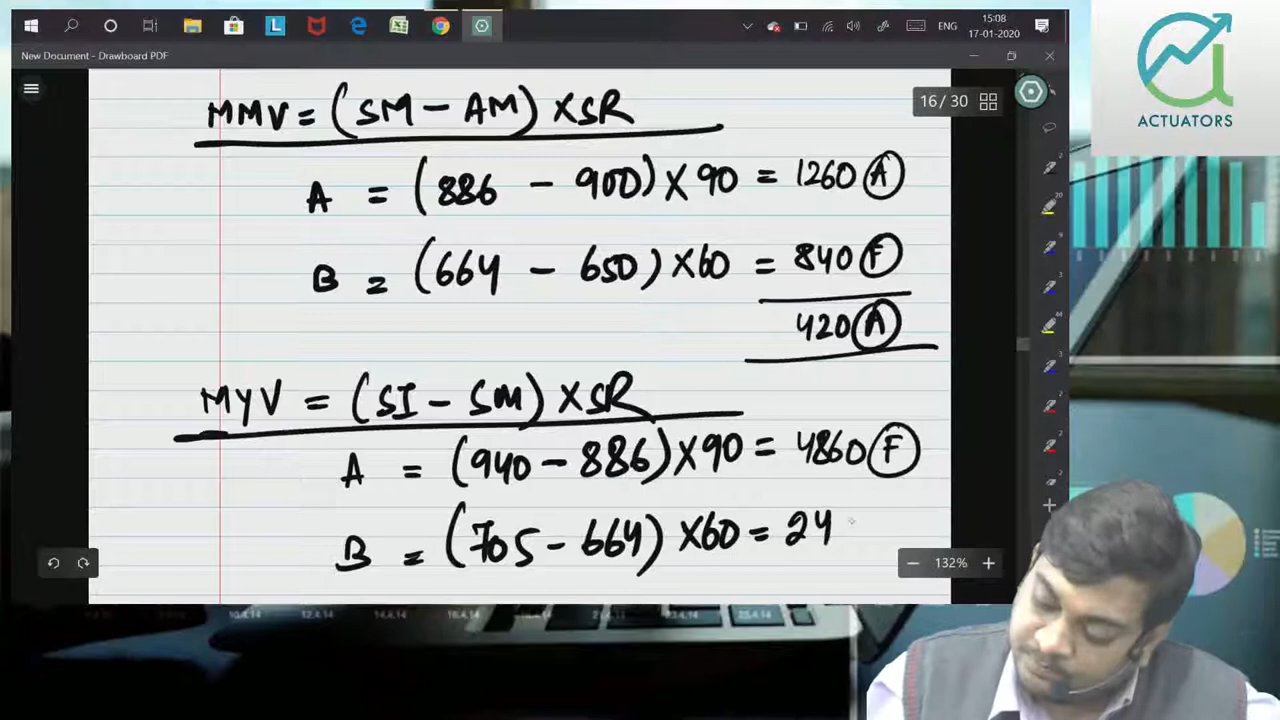 15:08
ENG
17-01-2020
New Document - Drawboard PDF
16 / 30
ACTUATORS
MMV = (SM - AM) x SR
A = (886 - 900) x 90 = 1260 A
B = (664 - 650) x 60 = 840 F
420 A
MYV = (SI - SM) x SR
A = (940 - 886) x 90 = 4860 F
B = (705 - 664) x 60 = 24
132%